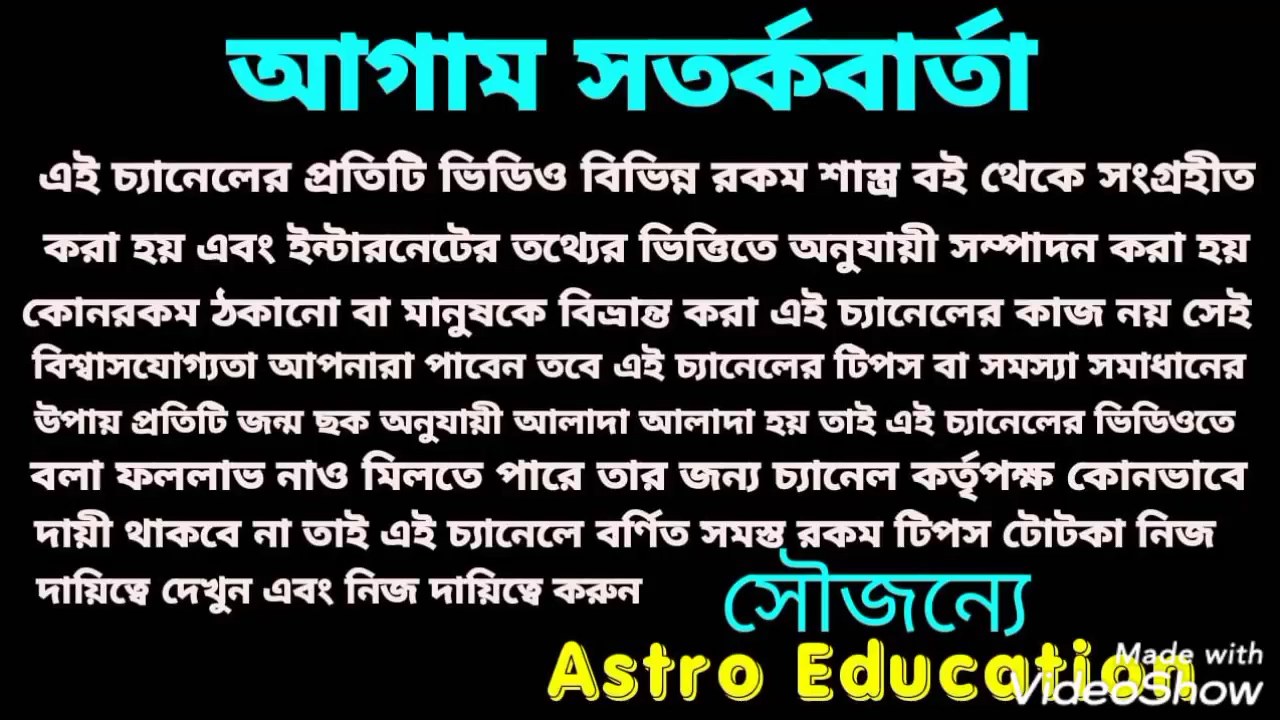 আগাম সতর্কবার্তা
এই চ্যানেলের প্রতিটি ভিডিও বিভিন্ন রকম শাস্ত্র বই থেকে সংগ্রহীত
করা হয় এবং ইন্টারনেটের তথ্যের ভিত্তিতে অনুযায়ী সম্পাদন করা হয়
কোনরকম ঠকানো বা মানুষকে বিভ্রান্ত করা এই চ্যানেলের কাজ নয় সেই
বিশ্বাসযোগ্যতা আপনারা পাবেন তবে এই চ্যানেলের টিপস বা সমস্যা সমাধানের
উপায় প্রতিটি জন্ম ছক অনুযায়ী আলাদা আলাদা হয় তাই এই চ্যানেলের ভিডিওতে
বলা ফললাভ নাও মিলতে পারে তার জন্য চ্যানেল কর্তৃপক্ষ কোনভাবে
দায়ী থাকবে না তাই এই চ্যানেলে বর্ণিত সমস্ত রকম টিপস টোটকা নিজ
দায়িত্বে দেখুন এবং নিজ দায়িত্বে করুন
সৌজন্যে
Astro Education
Made with
VideoShow